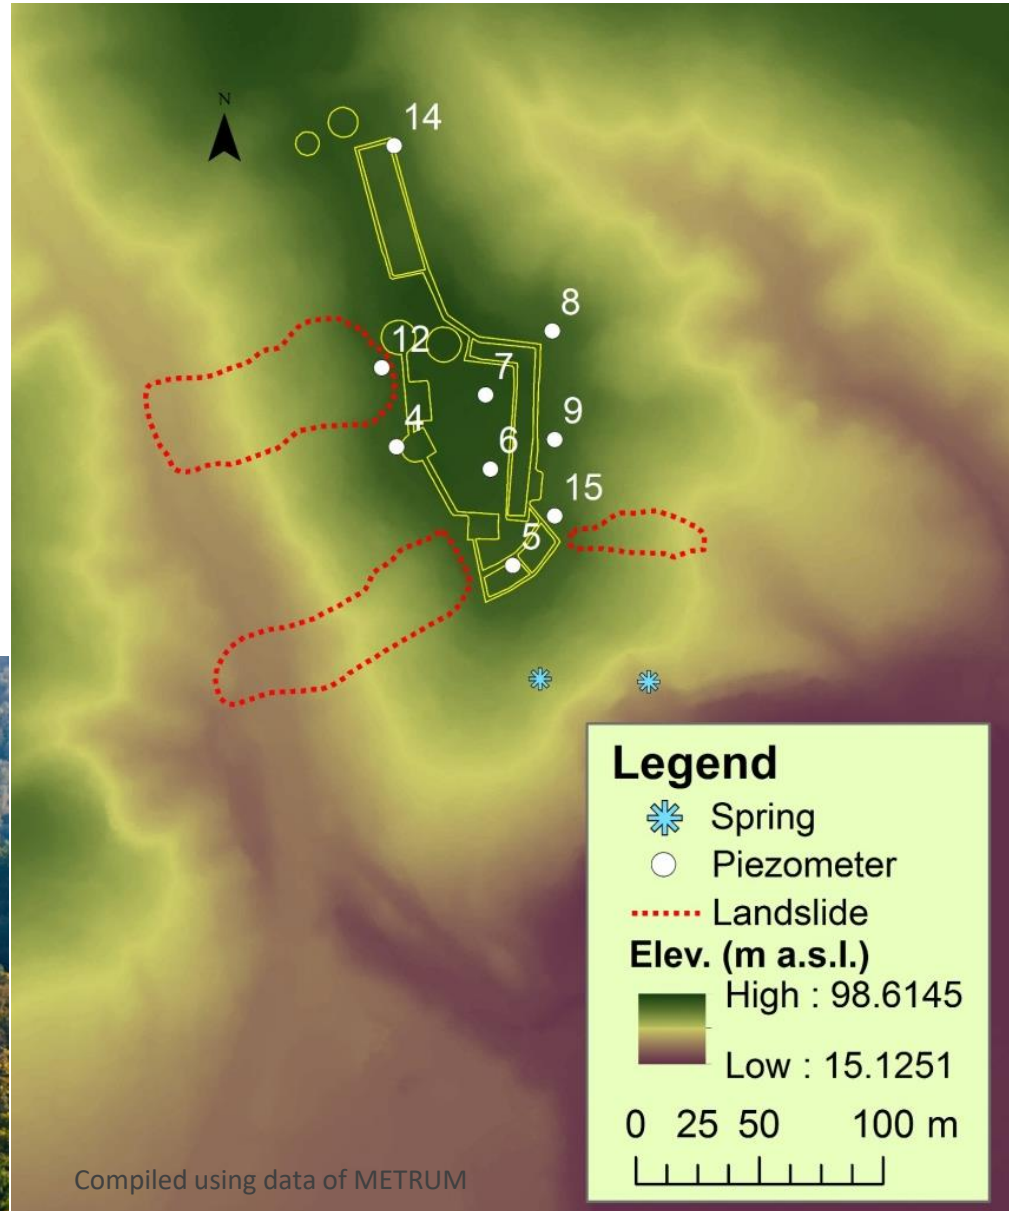 N
14
8
12
7
4
9
6
15
5
Legend
Spring
Piezometer
Landslide
Elev. (m a.s.l.)
High : 98.6145
Low : 15.1251
0 25 50 100 m
Compiled using data of METRUM